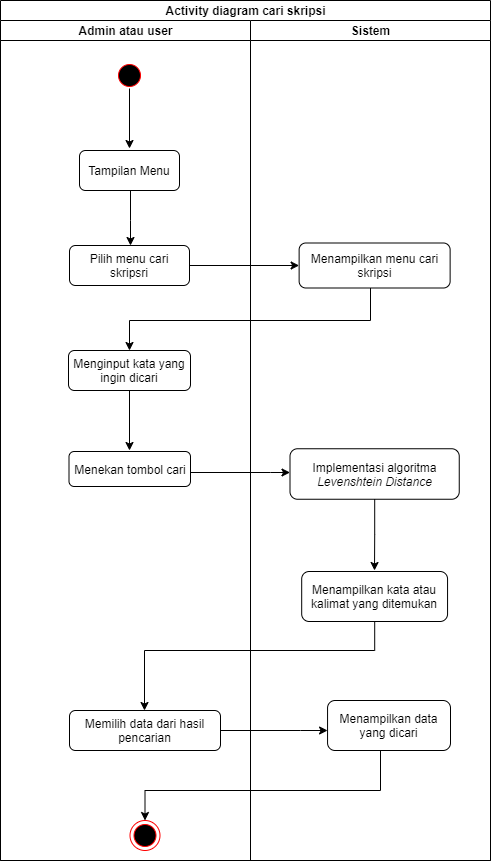 Activity diagram cari skripsi
Admin atau user
Sistem
Tampilan Menu
Pilih menu cari
skripsri
Menampilkan menu cari
skripsi
Menginput kata yang
ingin dicari
Menekan tombol cari
Implementasi algoritma
Levenshtein Distance
Menampilkan kata atau
kalimat yang ditemukan
Memilih data dari hasil
pencarian
Menampilkan data
yang dicari